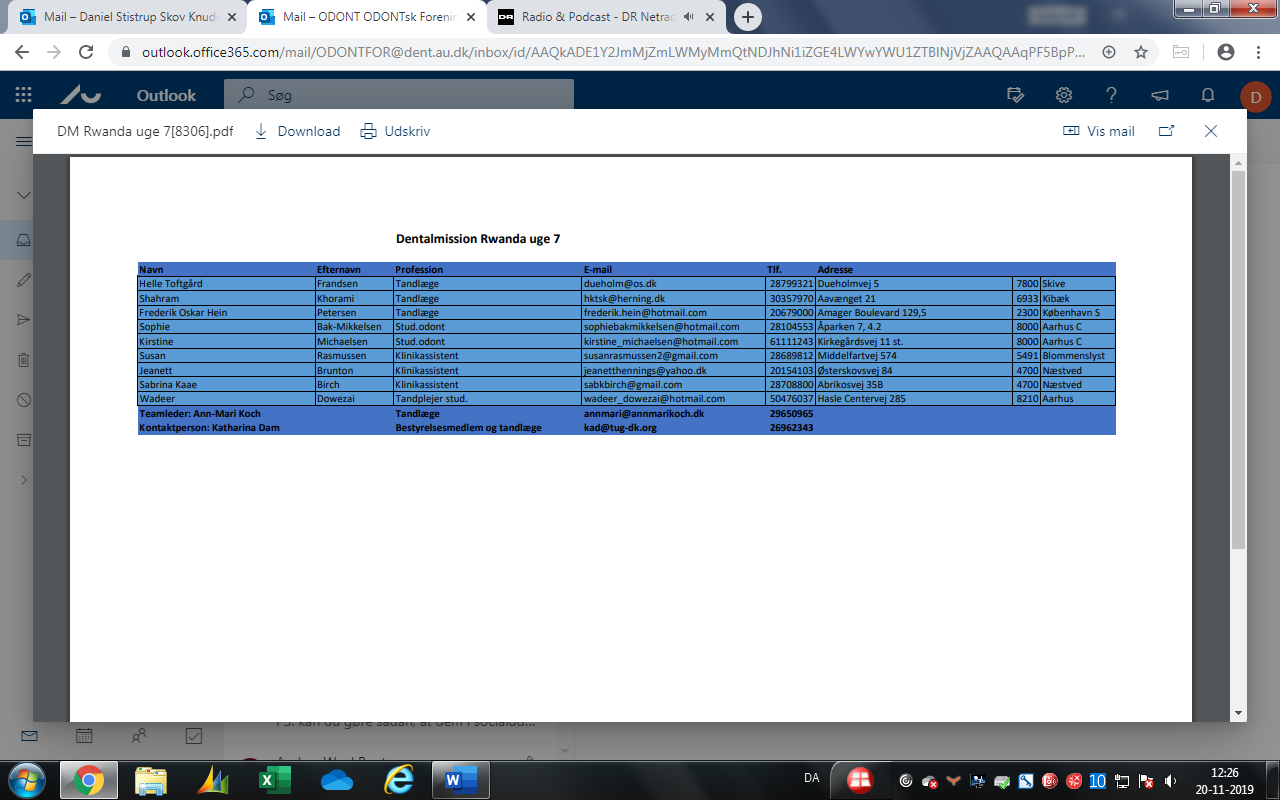 Mail – Daniel Stistrup Skov Knuds
Mail – ODONT ODONTsk Forenin
DR Radio & Podcast - DR Netrad
outlook.office365.com/mail/ODONTFOR@dent.au.dk/inbox/id/
Outlook
Søg
D
DM Rwanda uge 7[8306].pdf Download Udskriv Vis mail
Dentalmission Rwanda uge 7
Navn Efternavn Profession E-mail Tlf. Adresse
Helle Toftgård Frandsen Tandlæge dueholm@os.dk 28799321 Dueholmvej 5 7800 Skive
Shahram Khorami Tandlæge hktsk@herning.dk 30357970 Aavænget 21 6933 Kibæk
Frederik Oskar Hein Petersen Tandlæge frederik.hein@hotmail.com 20679000 Amager Boulevard 129,5 2300 København S
Sophie Bak-Mikkelsen Stud.odont sophiebakmikkelsen@hotmail.com 28104553 Åparken 7, 4.2 8000 Aarhus C
Kirstine Michaelsen Stud.odont kirstine_michaelsen@hotmail.com 61111243 Kirkegårdsvej 11 st. 8000 Aarhus C
Susan Rasmussen Klinikassistent susanrasmussen2@gmail.com 28689812 Middelfartvej 574 5491 Blommenslyst
Jeanett Brunton Klinikassistent jeanetthennings@yahoo.dk 20154103 Østerskovsvej 84 4700 Næstved
Sabrina Kaae Birch Klinikassistent sabkbirch@gmail.com 28708800 Abrikosvej 35B 4700 Næstved
Wadeer Dowezai Tandplejer stud. wadeer_dowezai@hotmail.com 50476037 Hasle Centervej 285 8210 Aarhus
Teamleder: Ann-Mari Koch Tandlæge annmari@annmarikoch.dk 29650965
Kontaktperson: Katharina Dam Bestyrelsesmedlem og tandlæge kad@tug-dk.org 26962343
DA
10
12:26
20-11-2019